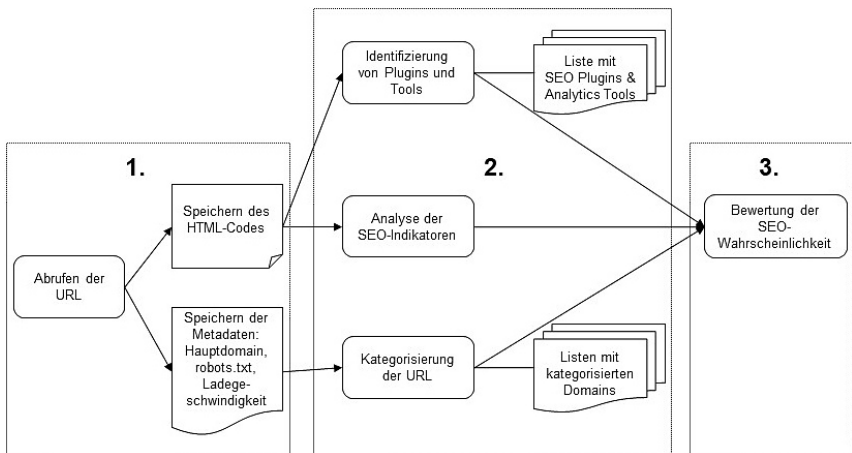 1.
Abrufen der
URL
Speichern des
HTML-Codes
Speichern der
Metadaten:
Hauptdomain,
robots.txt,
Ladege-
schwindigkeit
2.
Identifizierung
von Plugins und
Tools
Liste mit
SEO Plugins &
Analytics Tools
Analyse der
SEO-Indikatoren
Kategorisierung
der URL
Listen mit
kategorisierten
Domains
3.
Bewertung der
SEO-
Wahrscheinlichkeit